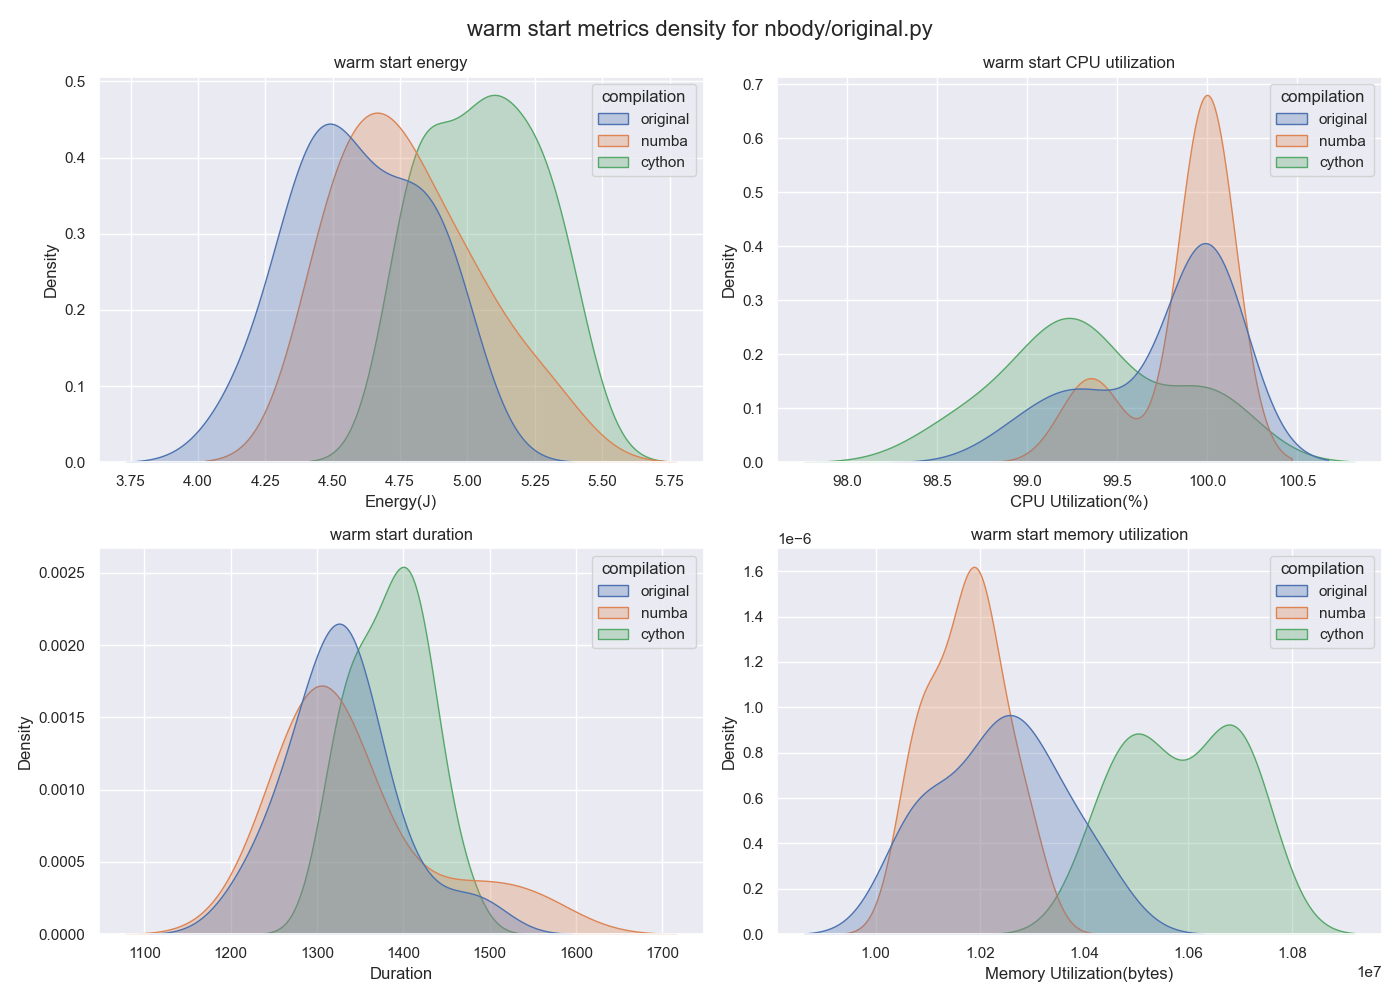 warm start metrics density for nbody/original.py
warm start energy
compilation
original
numba
cython
Density
0.5
0.4
0.3
0.2
0.1
0.0
3.75 4.00 4.25 4.50 4.75 5.00 5.25 5.50 5.75
Energy(J)
warm start CPU utilization
compilation
original
numba
cython
Density
0.7
0.6
0.5
0.4
0.3
0.2
0.1
0.0
98.0 98.5 99.0 99.5 100.0 100.5
CPU Utilization(%)
warm start duration
compilation
original
numba
cython
Density
0.0025
0.0020
0.0015
0.0010
0.0005
0.0000
1100 1200 1300 1400 1500 1600 1700
Duration
warm start memory utilization
1e−6
compilation
original
numba
cython
Density
1.6
1.4
1.2
1.0
0.8
0.6
0.4
0.2
0.0
1.00 1.02 1.04 1.06 1.08
1e7
Memory Utilization(bytes)